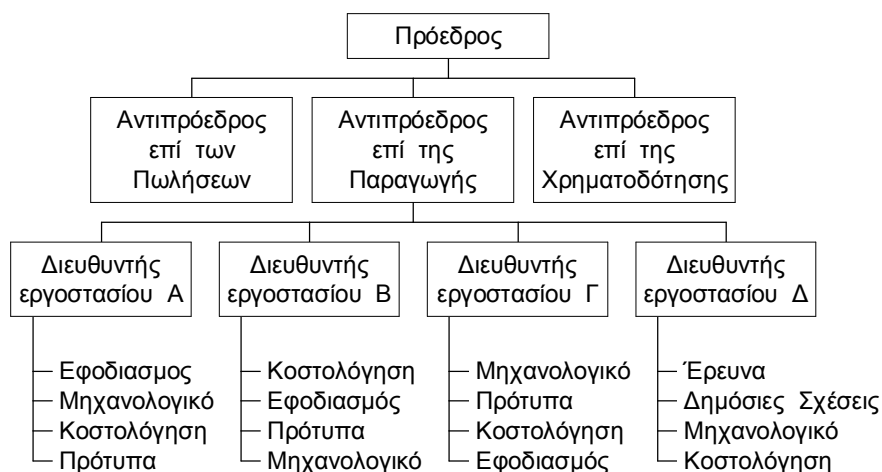 Πρόεδρος
Αντιπρόεδρος
επί των
Πωλήσεων
Αντιπρόεδρος
επί της
Παραγωγής
Αντιπρόεδρος
επί της
Χρηματοδότησης
Διευθυντής
εργοστασίου Α
Διευθυντής
εργοστασίου Β
Διευθυντής
εργοστασίου Γ
Διευθυντής
εργοστασίου Δ
Εφοδιασμος
Μηχανολογικό
Κοστολόγηση
Πρότυπα
Κοστολόγηση
Εφοδιασμός
Πρότυπα
Μηχανολογικό
Μηχανολογικό
Πρότυπα
Κοστολόγηση
Εφοδιασμός
Έρευνα
Δημόσιες Σχέσεις
Μηχανολογικό
Κοστολόγηση